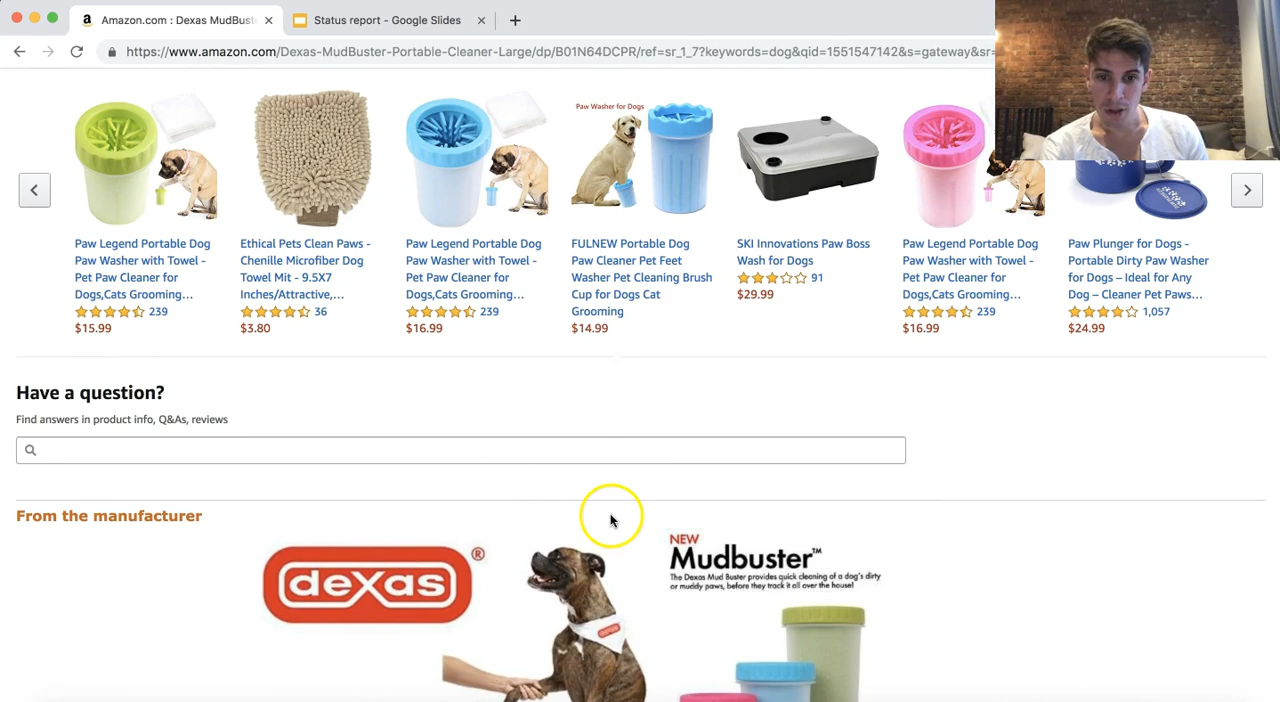 Amazon.com : Dexas MudBust
Status report - Google Slides
https://www.amazon.com/Dexas-MudBuster-Portable-Cleaner-Large/dp/B01N64DCPR/ref=sr_1_7?keywords=dog&qid=1551547142&s=gateway&sr=
Paw Legend Portable Dog
Paw Washer with Towel -
Pet Paw Cleaner for
Dogs,Cats Grooming…
239
$15.99
Ethical Pets Clean Paws -
Chenille Microfiber Dog
Towel Mit - 9.5X7
Inches/Attractive,…
36
$3.80
Paw Legend Portable Dog
Paw Washer with Towel -
Pet Paw Cleaner for
Dogs,Cats Grooming…
239
$16.99
Paw Washer for Dogs
FULNEW Portable Dog
Paw Cleaner Pet Feet
Washer Pet Cleaning Brush
Cup for Dogs Cat
Grooming
$14.99
SKI Innovations Paw Boss
Wash for Dogs
91
$29.99
Paw Legend Portable Dog
Paw Washer with Towel -
Pet Paw Cleaner for
Dogs,Cats Grooming…
239
$16.99
Paw Plunger for Dogs -
Portable Dirty Paw Washer
for Dogs – Ideal for Any
Dog – Cleaner Pet Paws…
1,057
$24.99
Have a question?
Find answers in product info, Q&As, reviews
From the manufacturer
dexas®
NEW
Mudbuster™
The Dexas Mud Buster provides quick cleaning of a dog's dirty
or muddy paws, before they track it all over the house!